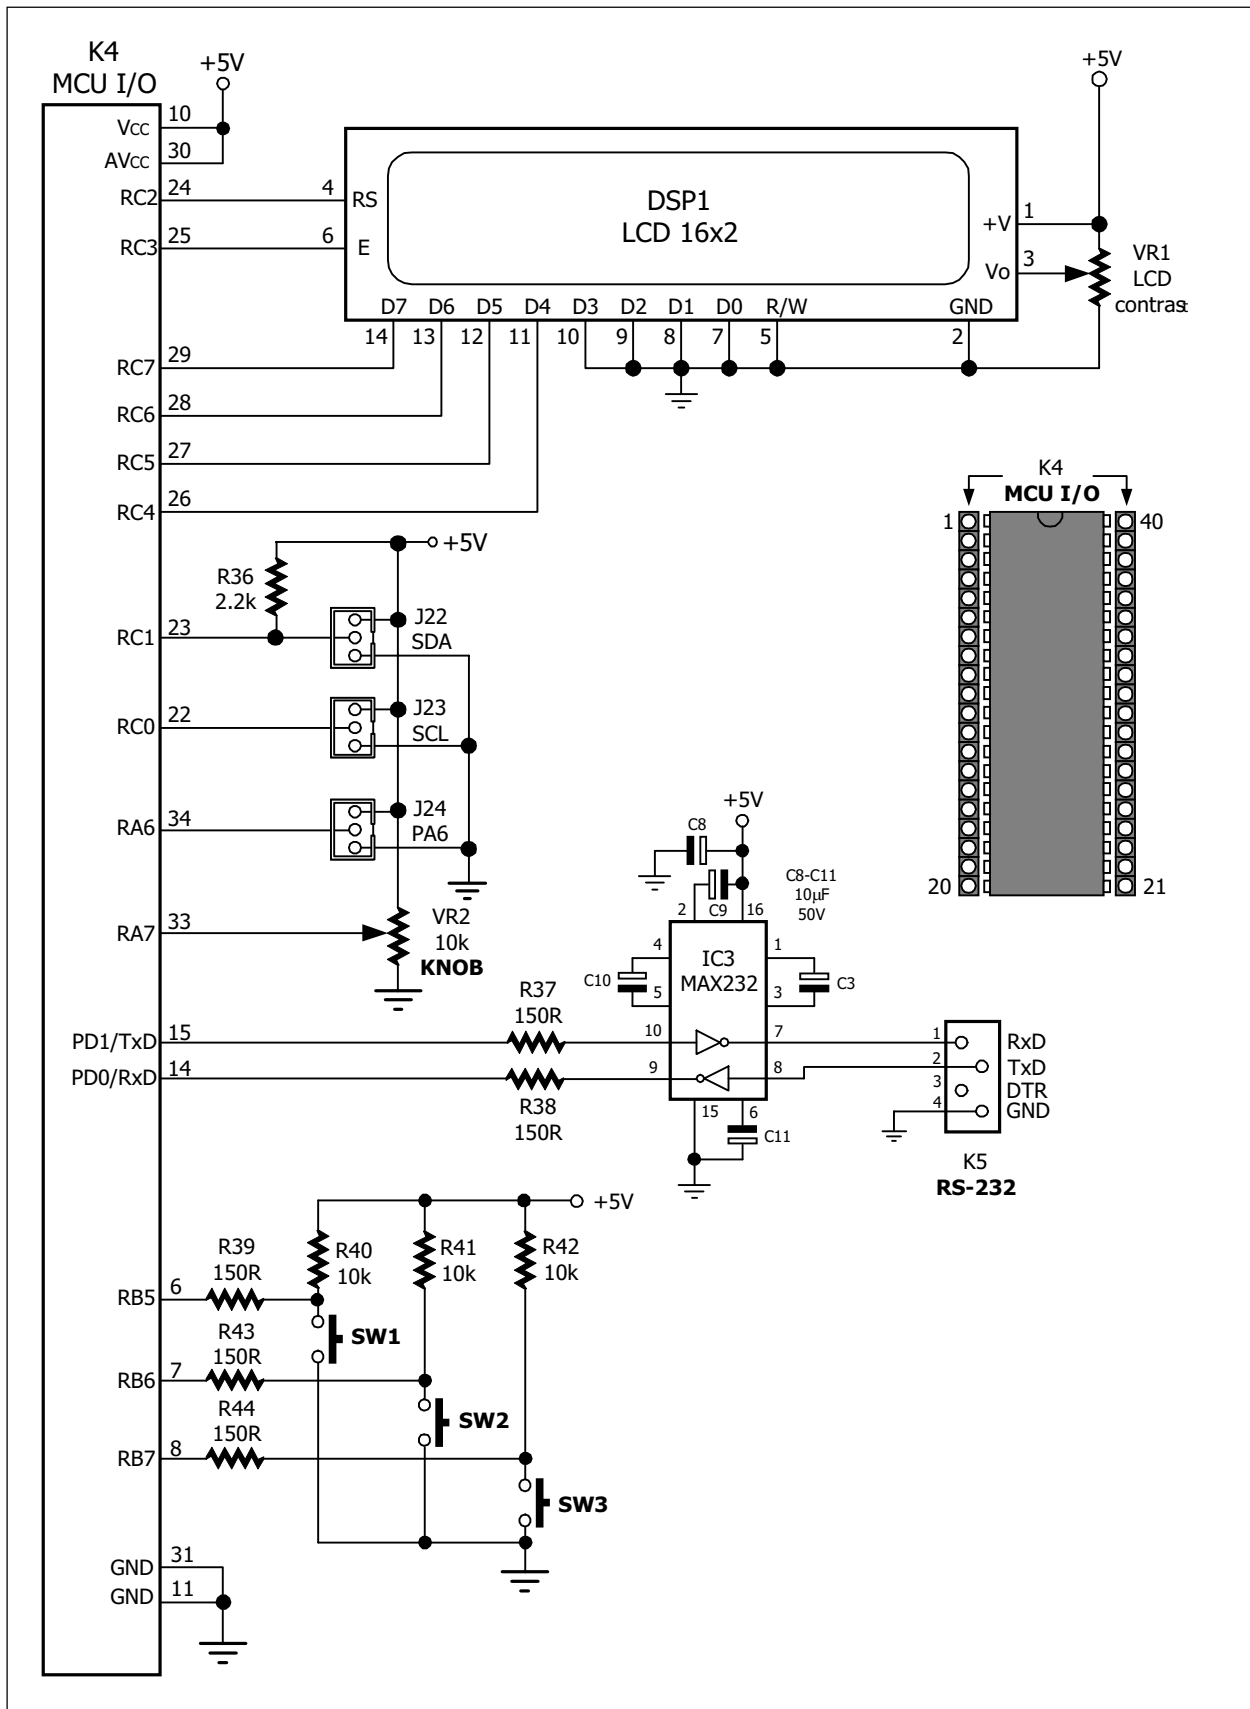 K4
MCU I/O
+5V
+5V
VCC 10
AVCC 30
RC2 24
4 RS
RC3 25
6 E
DSP1
LCD 16x2
+V 1
Vo 3
VR1
LCD
contrast
D7 D6 D5 D4 D3 D2 D1 D0 R/W GND
14 13 12 11 10 9 8 7 5 2
RC7 29
RC6 28
RC5 27
RC4 26
K4
MCU I/O
1 40
20 21
+5V
R36
2.2k
RC1 23
J22
SDA
RC0 22
J23
SCL
RA6 34
J24
PA6
RA7 33
VR2
10k
KNOB
+5V
C8
C9
2 16
C8-C11
10µF
50V
4 1
IC3
MAX232
C10 C3
5 3
R37
150R
PD1/TxD 15
10 7
PD0/RxD 14
9 8
R38
150R
15 6
C11
1 RxD
2 TxD
3 DTR
4 GND
K5
RS-232
+5V
R39
150R
R40
10k
R41
10k
R42
10k
RB5 6
SW1
R43
150R
RB6 7
SW2
R44
150R
RB7 8
SW3
GND 31
GND 11